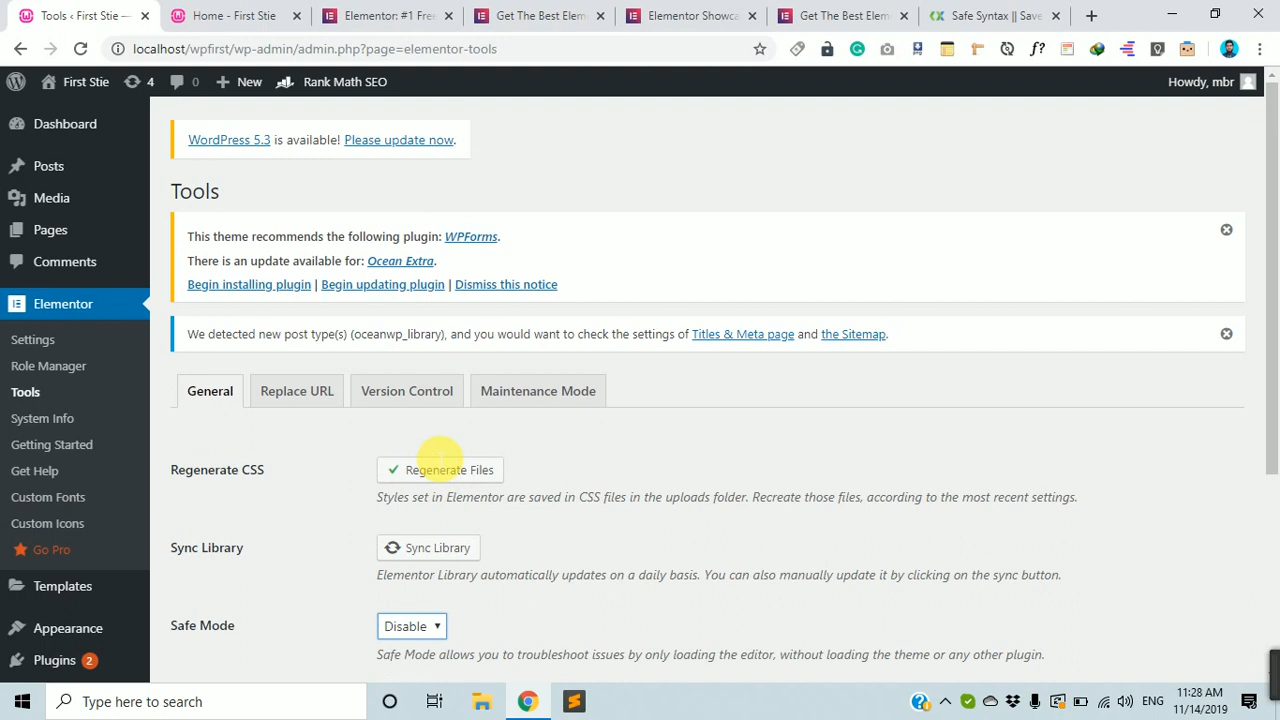 Tools ‹ First Stie
Home - First Stie
Elementor: #1 Fre
Get The Best Elem
Elementor Showca
Get The Best Elem
Safe Syntax || Save
localhost/wpfirst/wp-admin/admin.php?page=elementor-tools
First Stie
4
0
New
Rank Math SEO
Howdy, mbr
Dashboard
Posts
Media
Pages
Comments
Elementor
Settings
Role Manager
Tools
System Info
Getting Started
Get Help
Custom Fonts
Custom Icons
Go Pro
Templates
Appearance
Plugins 2
WordPress 5.3 is available! Please update now.
Tools
This theme recommends the following plugin: WPForms.
There is an update available for: Ocean Extra.
Begin installing plugin | Begin updating plugin | Dismiss this notice
We detected new post type(s) (oceanwp_library), and you would want to check the settings of Titles & Meta page and the Sitemap.
General
Replace URL
Version Control
Maintenance Mode
Regenerate CSS
Regenerate Files
Styles set in Elementor are saved in CSS files in the uploads folder. Recreate those files, according to the most recent settings.
Sync Library
Sync Library
Elementor Library automatically updates on a daily basis. You can also manually update it by clicking on the sync button.
Safe Mode
Disable
Safe Mode allows you to troubleshoot issues by only loading the editor, without loading the theme or any other plugin.
Type here to search
ENG
11:28 AM
11/14/2019